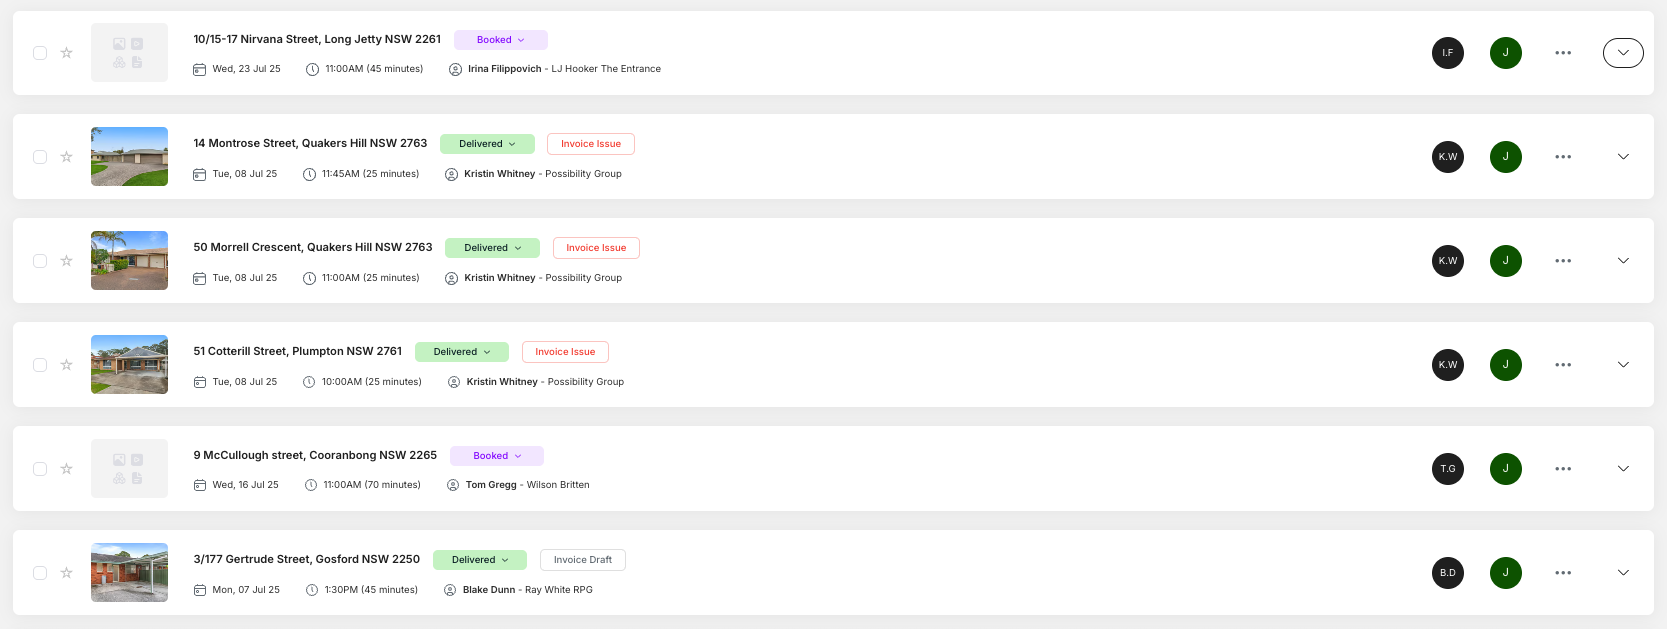 10/15-17 Nirvana Street, Long Jetty NSW 2261 Booked I.F J
Wed, 23 Jul 25 11:00AM (45 minutes) Irina Filippovich - LJ Hooker The Entrance
14 Montrose Street, Quakers Hill NSW 2763 Delivered Invoice Issue K.W J
Tue, 08 Jul 25 11:45AM (25 minutes) Kristin Whitney - Possibility Group
50 Morrell Crescent, Quakers Hill NSW 2763 Delivered Invoice Issue K.W J
Tue, 08 Jul 25 11:00AM (25 minutes) Kristin Whitney - Possibility Group
51 Cotterill Street, Plumpton NSW 2761 Delivered Invoice Issue K.W J
Tue, 08 Jul 25 10:00AM (25 minutes) Kristin Whitney - Possibility Group
9 McCullough street, Cooranbong NSW 2265 Booked T.G J
Wed, 16 Jul 25 11:00AM (70 minutes) Tom Gregg - Wilson Britten
3/177 Gertrude Street, Gosford NSW 2250 Delivered Invoice Draft B.D J
Mon, 07 Jul 25 1:30PM (45 minutes) Blake Dunn - Ray White RPG